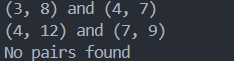 (3, 8) and (4, 7)
(4, 12) and (7, 9)
No pairs found